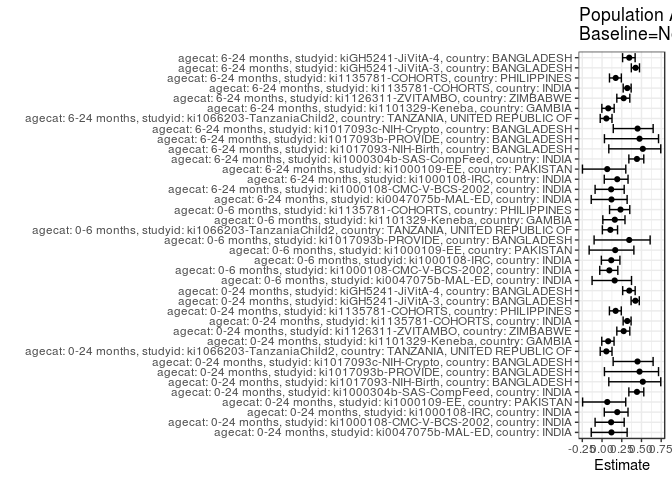 Population A
Baseline=N
agecat: 6-24 months, studyid: kiGH5241-JiVitA-4, country: BANGLADESH
agecat: 6-24 months, studyid: kiGH5241-JiVitA-3, country: BANGLADESH
agecat: 6-24 months, studyid: ki1135781-COHORTS, country: PHILIPPINES
agecat: 6-24 months, studyid: ki1135781-COHORTS, country: INDIA
agecat: 6-24 months, studyid: ki1126311-ZVITAMBO, country: ZIMBABWE
agecat: 6-24 months, studyid: ki1101329-Keneba, country: GAMBIA
agecat: 6-24 months, studyid: ki1066203-TanzaniaChild2, country: TANZANIA, UNITED REPUBLIC OF
agecat: 6-24 months, studyid: ki1017093c-NIH-Crypto, country: BANGLADESH
agecat: 6-24 months, studyid: ki1017093b-PROVIDE, country: BANGLADESH
agecat: 6-24 months, studyid: ki1017093-NIH-Birth, country: BANGLADESH
agecat: 6-24 months, studyid: ki1000304b-SAS-CompFeed, country: INDIA
agecat: 6-24 months, studyid: ki1000109-EE, country: PAKISTAN
agecat: 6-24 months, studyid: ki1000108-IRC, country: INDIA
agecat: 6-24 months, studyid: ki1000108-CMC-V-BCS-2002, country: INDIA
agecat: 6-24 months, studyid: ki0047075b-MAL-ED, country: INDIA
agecat: 0-6 months, studyid: ki1135781-COHORTS, country: PHILIPPINES
agecat: 0-6 months, studyid: ki1101329-Keneba, country: GAMBIA
agecat: 0-6 months, studyid: ki1066203-TanzaniaChild2, country: TANZANIA, UNITED REPUBLIC OF
agecat: 0-6 months, studyid: ki1017093b-PROVIDE, country: BANGLADESH
agecat: 0-6 months, studyid: ki1000109-EE, country: PAKISTAN
agecat: 0-6 months, studyid: ki1000108-IRC, country: INDIA
agecat: 0-6 months, studyid: ki1000108-CMC-V-BCS-2002, country: INDIA
agecat: 0-6 months, studyid: ki0047075b-MAL-ED, country: INDIA
agecat: 0-24 months, studyid: kiGH5241-JiVitA-4, country: BANGLADESH
agecat: 0-24 months, studyid: kiGH5241-JiVitA-3, country: BANGLADESH
agecat: 0-24 months, studyid: ki1135781-COHORTS, country: PHILIPPINES
agecat: 0-24 months, studyid: ki1135781-COHORTS, country: INDIA
agecat: 0-24 months, studyid: ki1126311-ZVITAMBO, country: ZIMBABWE
agecat: 0-24 months, studyid: ki1101329-Keneba, country: GAMBIA
agecat: 0-24 months, studyid: ki1066203-TanzaniaChild2, country: TANZANIA, UNITED REPUBLIC OF
agecat: 0-24 months, studyid: ki1017093c-NIH-Crypto, country: BANGLADESH
agecat: 0-24 months, studyid: ki1017093b-PROVIDE, country: BANGLADESH
agecat: 0-24 months, studyid: ki1017093-NIH-Birth, country: BANGLADESH
agecat: 0-24 months, studyid: ki1000304b-SAS-CompFeed, country: INDIA
agecat: 0-24 months, studyid: ki1000109-EE, country: PAKISTAN
agecat: 0-24 months, studyid: ki1000108-IRC, country: INDIA
agecat: 0-24 months, studyid: ki1000108-CMC-V-BCS-2002, country: INDIA
agecat: 0-24 months, studyid: ki0047075b-MAL-ED, country: INDIA
-0.25 0.00 0.25 0.50 0.75
Estimate